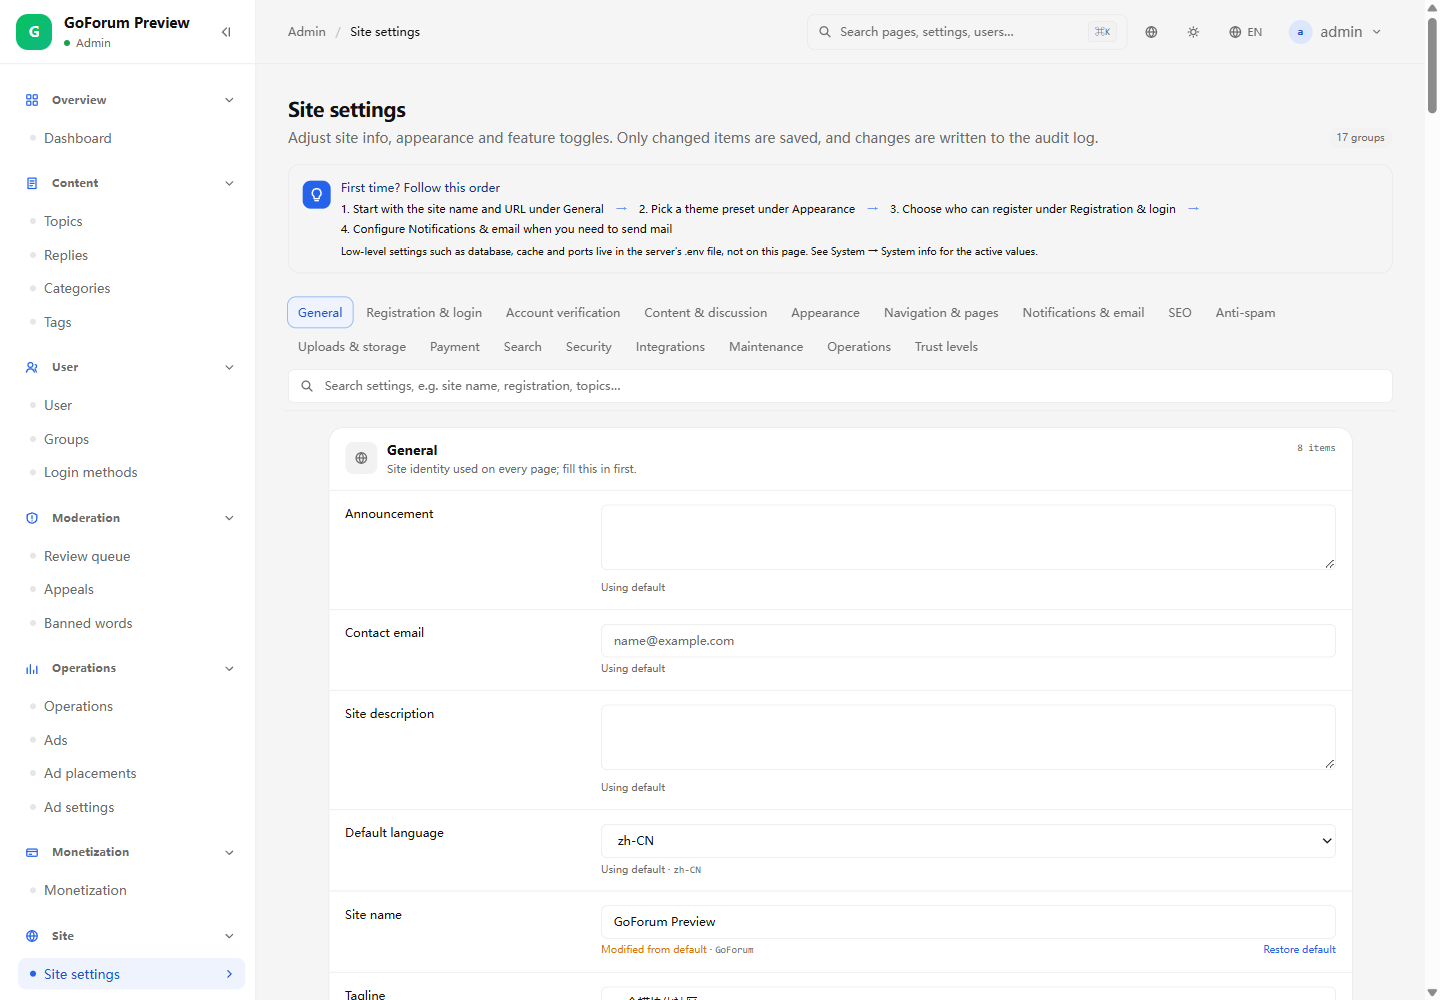 G
GoForum Preview
Admin
Overview
Dashboard
Content
Topics
Replies
Categories
Tags
User
User
Groups
Login methods
Moderation
Review queue
Appeals
Banned words
Operations
Operations
Ads
Ad placements
Ad settings
Monetization
Monetization
Site
Site settings
Admin / Site settings
Search pages, settings, users...
⌘K
EN
a
admin
Site settings
Adjust site info, appearance and feature toggles. Only changed items are saved, and changes are written to the audit log.
17 groups
First time? Follow this order
1. Start with the site name and URL under General → 2. Pick a theme preset under Appearance → 3. Choose who can register under Registration & login →
4. Configure Notifications & email when you need to send mail
Low-level settings such as database, cache and ports live in the server's .env file, not on this page. See System → System info for the active values.
General Registration & login Account verification Content & discussion Appearance Navigation & pages Notifications & email SEO Anti-spam
Uploads & storage Payment Search Security Integrations Maintenance Operations Trust levels
Search settings, e.g. site name, registration, topics...
General
8 items
Site identity used on every page; fill this in first.
Announcement
Using default
Contact email
name@example.com
Using default
Site description
Using default
Default language
zh-CN
Using default · zh-CN
Site name
GoForum Preview
Modified from default · GoForum
Restore default
Tagline